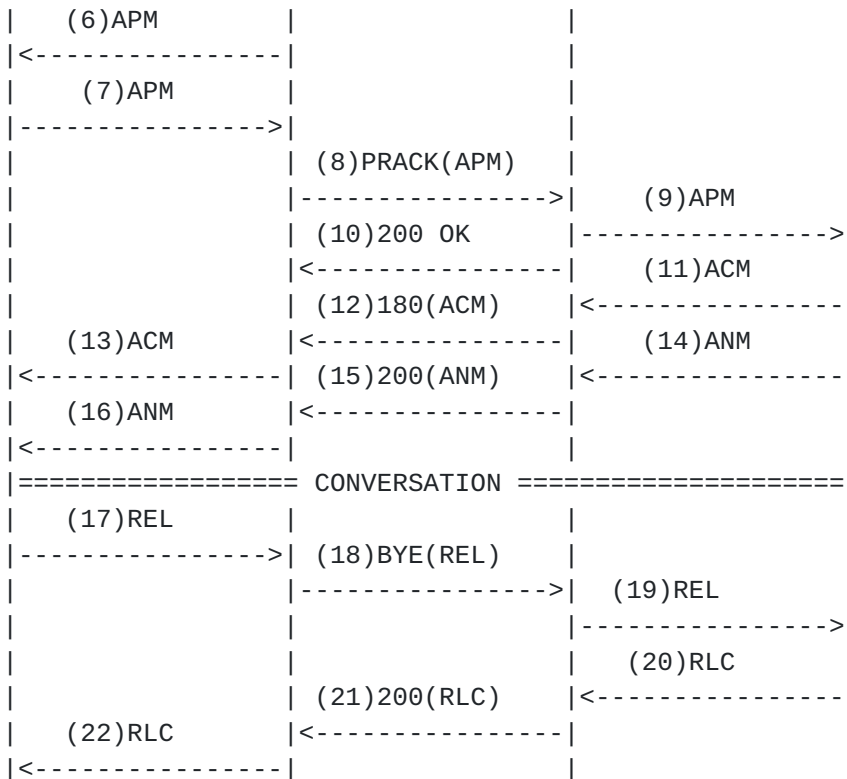 |   (6)APM        |                 |
|<----------------|                 |
|    (7)APM       |                 |
|---------------->|                 |
|                 | (8)PRACK(APM)   |
|                 |---------------->|    (9)APM
|                 | (10)200 OK      |---------------->
|                 |<----------------|    (11)ACM
|                 | (12)180(ACM)    |<----------------
|   (13)ACM       |<----------------|    (14)ANM
|<----------------| (15)200(ANM)    |<----------------
|   (16)ANM       |<----------------|
|<----------------|                 |
|================== CONVERSATION =====================
|   (17)REL       |                 |
|---------------->| (18)BYE(REL)    |
|                 |---------------->|  (19)REL
|                 |                 |---------------->
|                 |                 |   (20)RLC
|                 | (21)200(RLC)    |<----------------
|   (22)RLC       |<----------------|
|<----------------|                 |